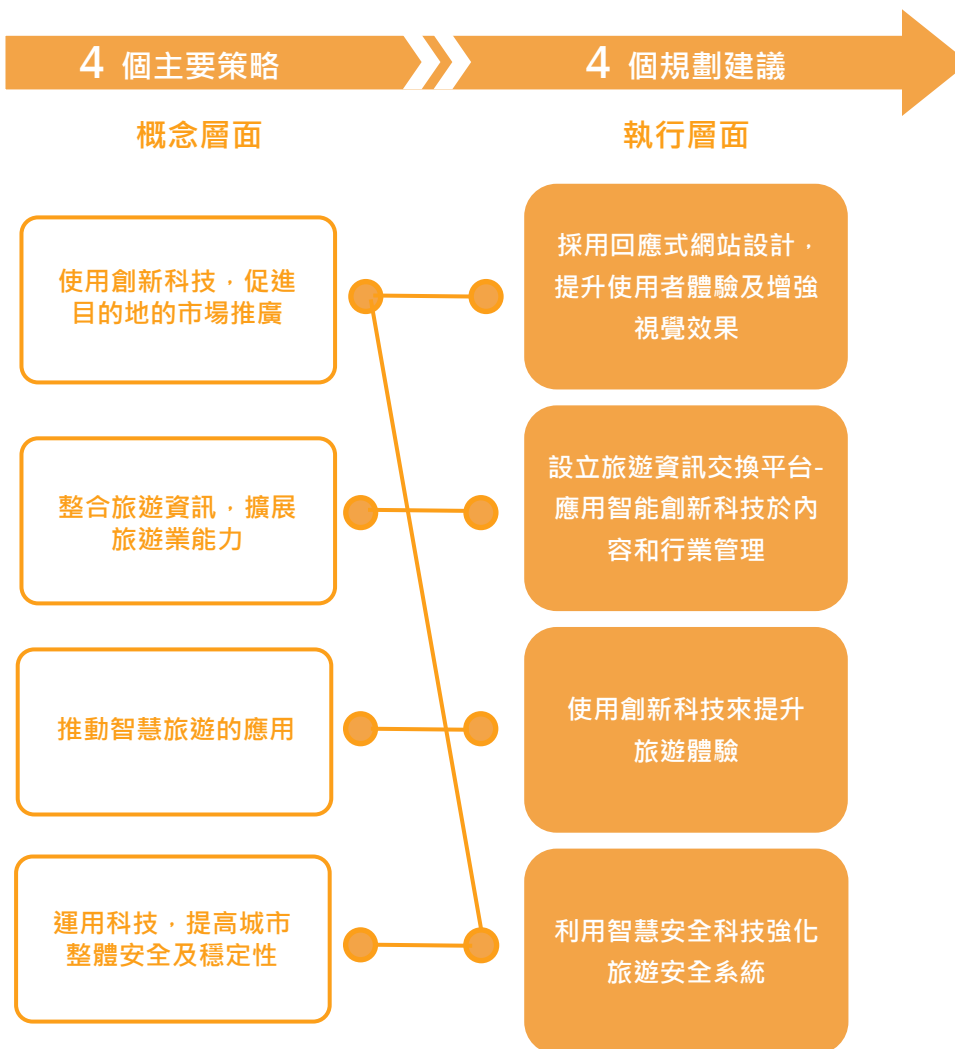 4 個主要策略
4 個規劃建議
概念層面
執行層面
使用創新科技，促進
目的地的市場推廣
採用回應式網站設計，
提升使用者體驗及增強
視覺效果
整合旅遊資訊，擴展
旅遊業能力
設立旅遊資訊交換平台-
應用智能創新科技於內
容和行業管理
推動智慧旅遊的應用
使用創新科技來提升
旅遊體驗
運用科技，提高城市
整體安全及穩定性
利用智慧安全科技強化
旅遊安全系統